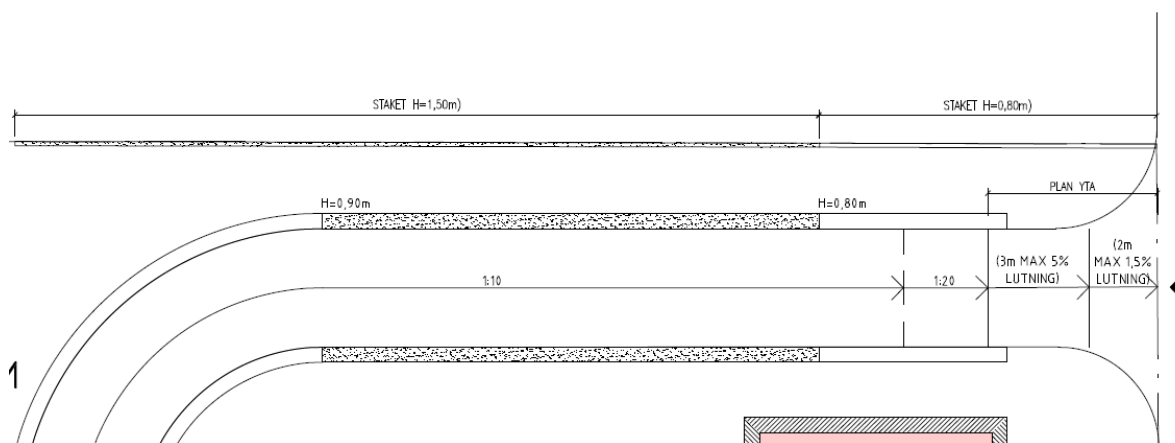 STAKET H=1,50m)
STAKET H=0,80m)
PLAN YTA
H=0,90m
H=0,80m
(3m MAX 5%
LUTNING)
(2m
MAX 1,5%
LUTNING)
1:10
1:20